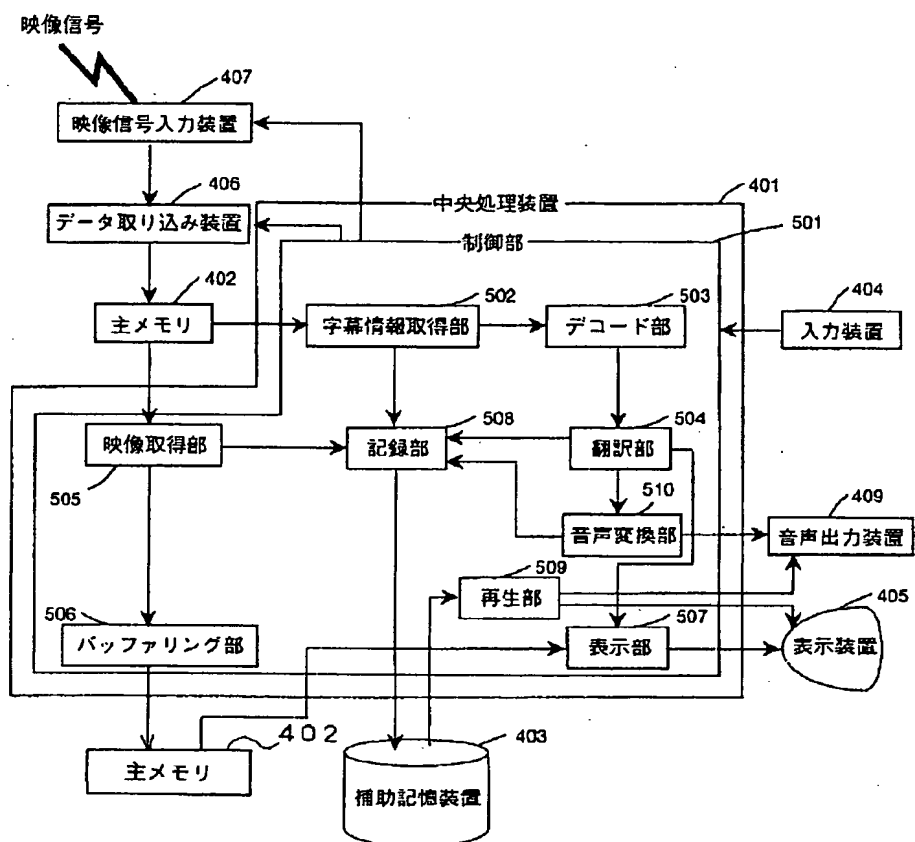 映像信号
407
映像信号入力装置
406
データ取り込み装置
401
中央処理装置
501
制御部
402
主メモリ
502
字幕情報取得部
503
デコード部
404
入力装置
映像取得部
505
508
記録部
504
翻訳部
510
音声変換部
409
音声出力装置
509
再生部
405
表示装置
506
バッファリング部
507
表示部
402
主メモリ
403
補助記憶装置